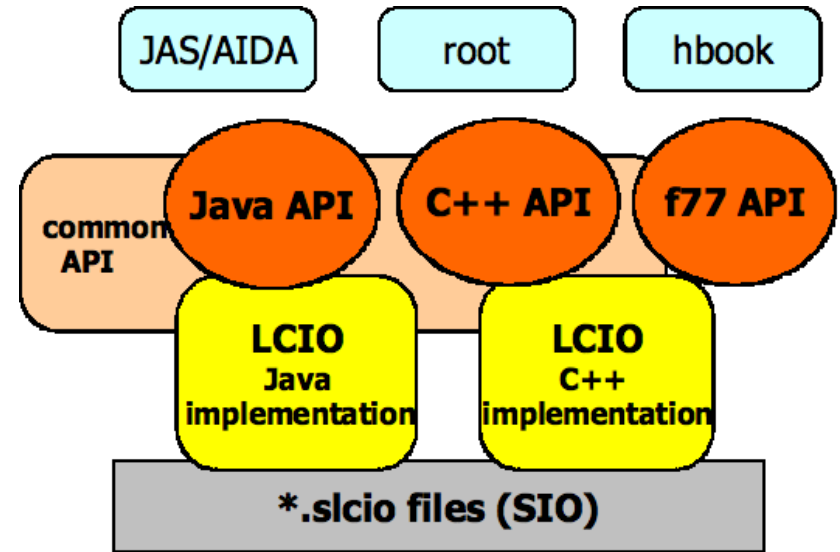 JAS/AIDA
root
hbook
common
API
Java API
C++ API
f77 API
LCIO
Java
implementation
LCIO
C++
implementation
*.slcio files (SIO)